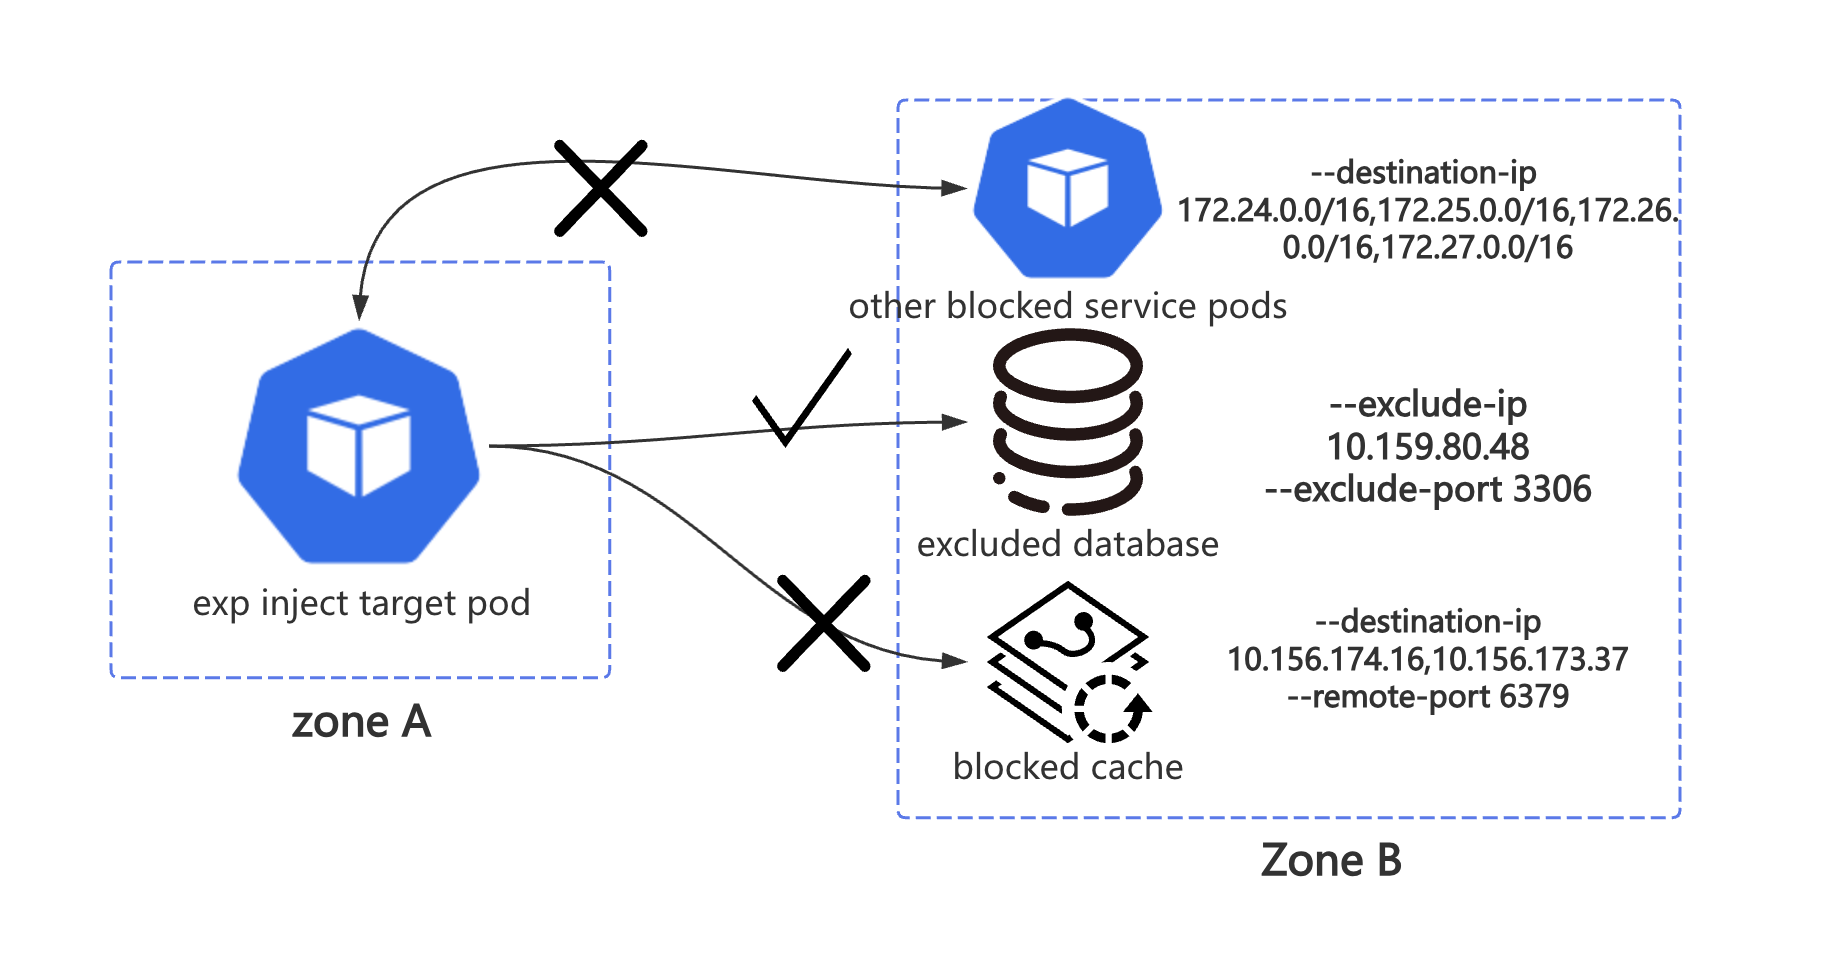 --destination-ip
172.24.0.0/16,172.25.0.0/16,172.26.
0.0/16,172.27.0.0/16
other blocked service pods
--exclude-ip
10.159.80.48
--exclude-port 3306
excluded database
exp inject target pod
--destination-ip
10.156.174.16,10.156.173.37
--remote-port 6379
zone A
blocked cache
Zone B